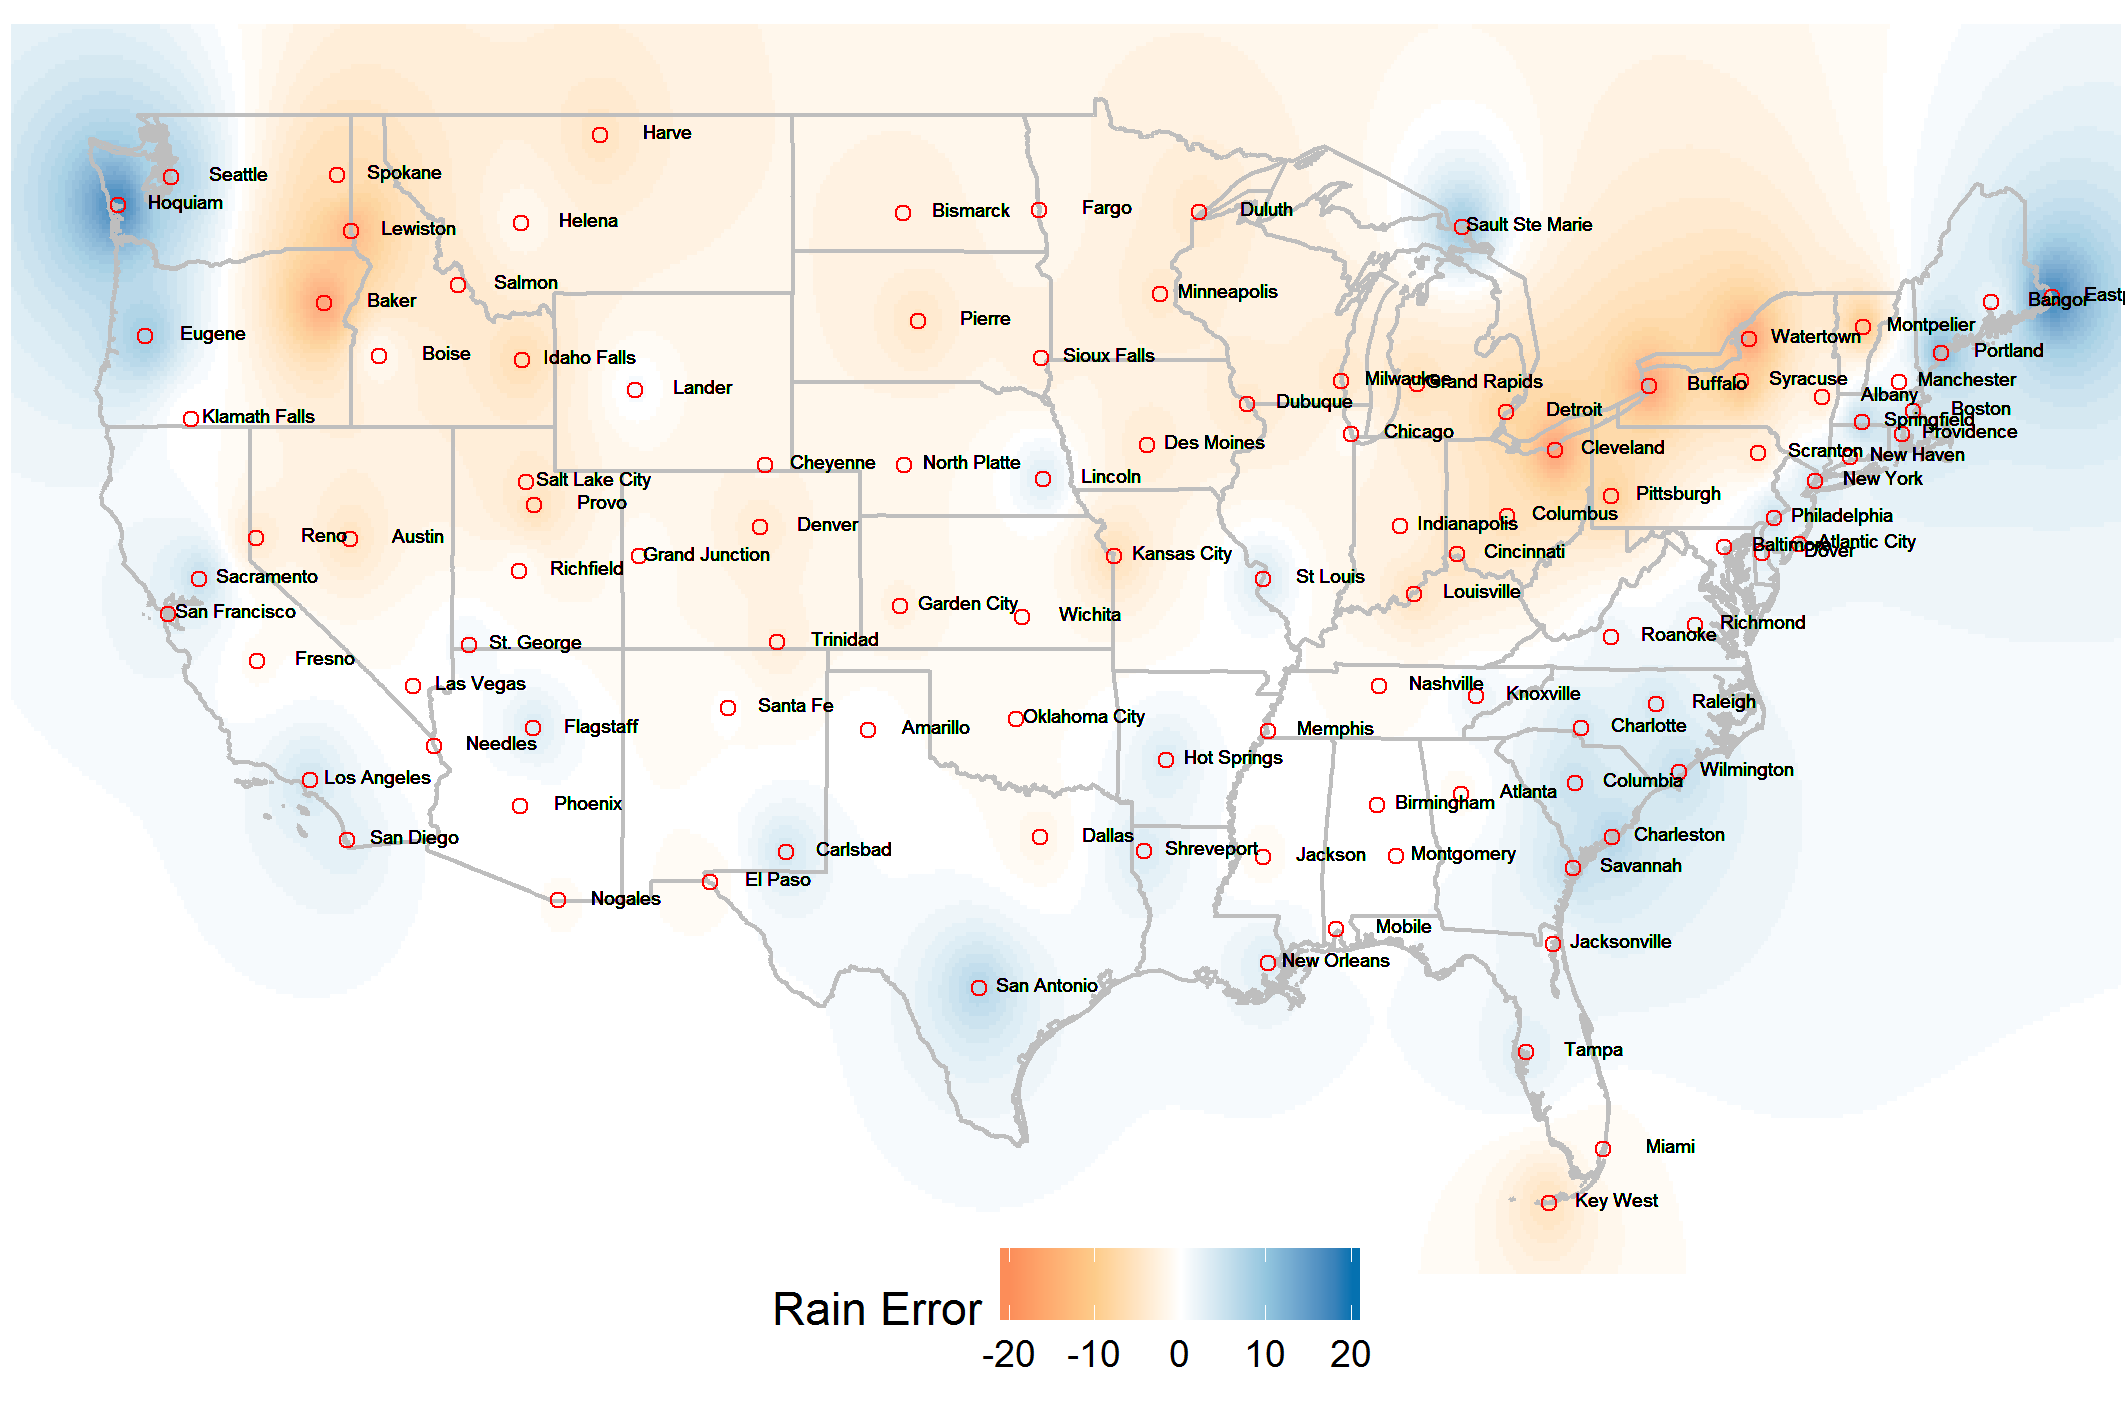 Harve
Seattle
Spokane
Hoquiam
Bismarck
Fargo
Duluth
Helena
Lewiston
Sault Ste Marie
Salmon
Minneapolis
Baker
Bangor
Eastp
Pierre
Montpelier
Eugene
Watertown
Portland
Boise
Idaho Falls
Sioux Falls
Milwaukee
Grand Rapids
Buffalo
Syracuse
Manchester
Lander
Albany
Dubuque
Detroit
Boston
Klamath Falls
Springfield
Chicago
Providence
Des Moines
Cleveland
Scranton
New Haven
Cheyenne
North Platte
Salt Lake City
Lincoln
New York
Pittsburgh
Provo
Columbus
Philadelphia
Denver
Indianapolis
Reno
Austin
Baltimore
Atlantic City
Dover
Grand Junction
Kansas City
Cincinnati
Richfield
Sacramento
St Louis
Louisville
San Francisco
Garden City
Wichita
Richmond
St. George
Trinidad
Roanoke
Fresno
Las Vegas
Nashville
Knoxville
Santa Fe
Raleigh
Flagstaff
Amarillo
Oklahoma City
Memphis
Charlotte
Needles
Hot Springs
Wilmington
Los Angeles
Columbia
Phoenix
Birmingham
Atlanta
San Diego
Dallas
Charleston
Carlsbad
Shreveport
Jackson
Montgomery
El Paso
Savannah
Nogales
Mobile
Jacksonville
New Orleans
San Antonio
Tampa
Miami
Key West
Rain Error
-20 -10 0 10 20